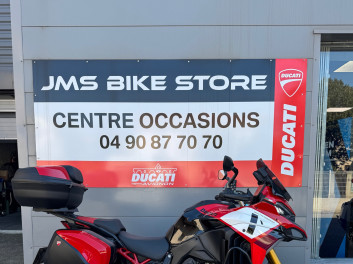 JMS BIKE STORE
DUCATI
CENTRE OCCASIONS
04 90 87 70 70
DUCATI
DUCATI
AVIGNON